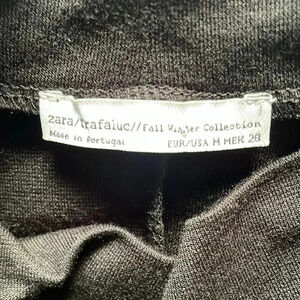 zara/trafaluc//Fall Winter Collection
Made in Portugal EUR/USA M MEX 28